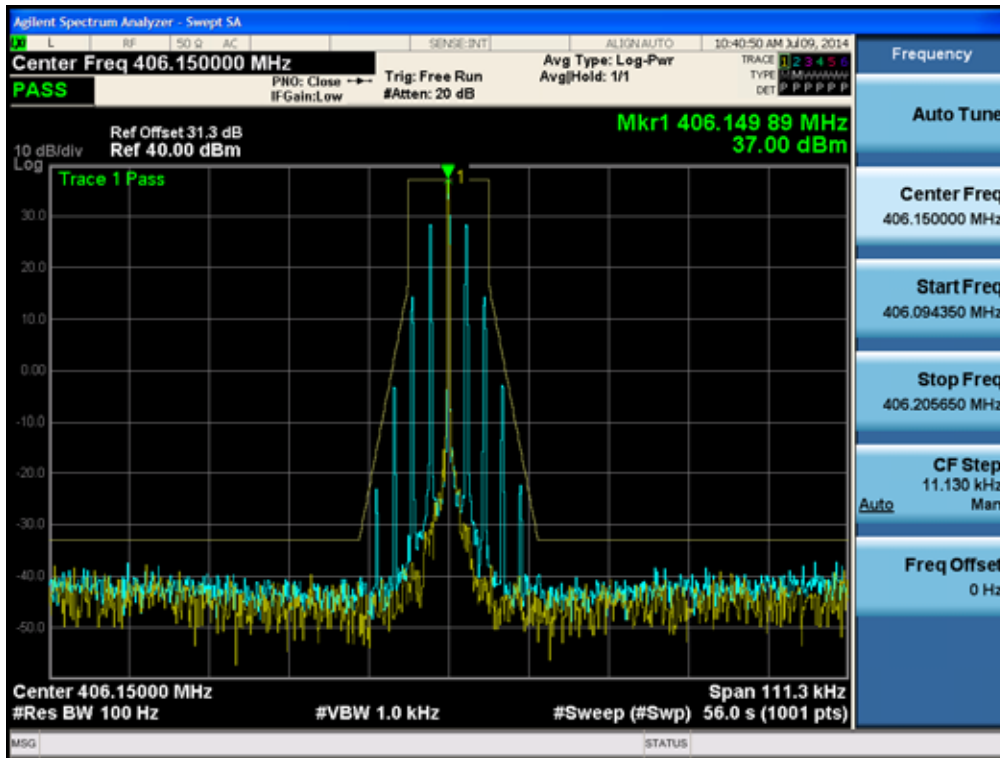 Agilent Spectrum Analyzer - Swept SA
LXI L RF 50 Ω AC SENSE:INT ALIGN AUTO 10:40:50 AM Jul 09, 2014
Center Freq 406.150000 MHz
PASS
PNO: Close
IFGain:Low
Trig: Free Run
#Atten: 20 dB
Avg Type: Log-Pwr
Avg|Hold: 1/1
TRACE 1 2 3 4 5 6
TYPE M M
DET P P P P P P
Ref Offset 31.3 dB
10 dB/div Ref 40.00 dBm
Log
Mkr1 406.149 89 MHz
37.00 dBm
Trace 1 Pass
1
30.0
20.0
10.0
0.00
-10.0
-20.0
-30.0
-40.0
-50.0
Center 406.15000 MHz
Span 111.3 kHz
#Res BW 100 Hz
#VBW 1.0 kHz
#Sweep (#Swp) 56.0 s (1001 pts)
MSG
STATUS
Frequency
Auto Tune
Center Freq
406.150000 MHz
Start Freq
406.094350 MHz
Stop Freq
406.205650 MHz
CF Step
11.130 kHz
Auto Man
Freq Offset
0 Hz